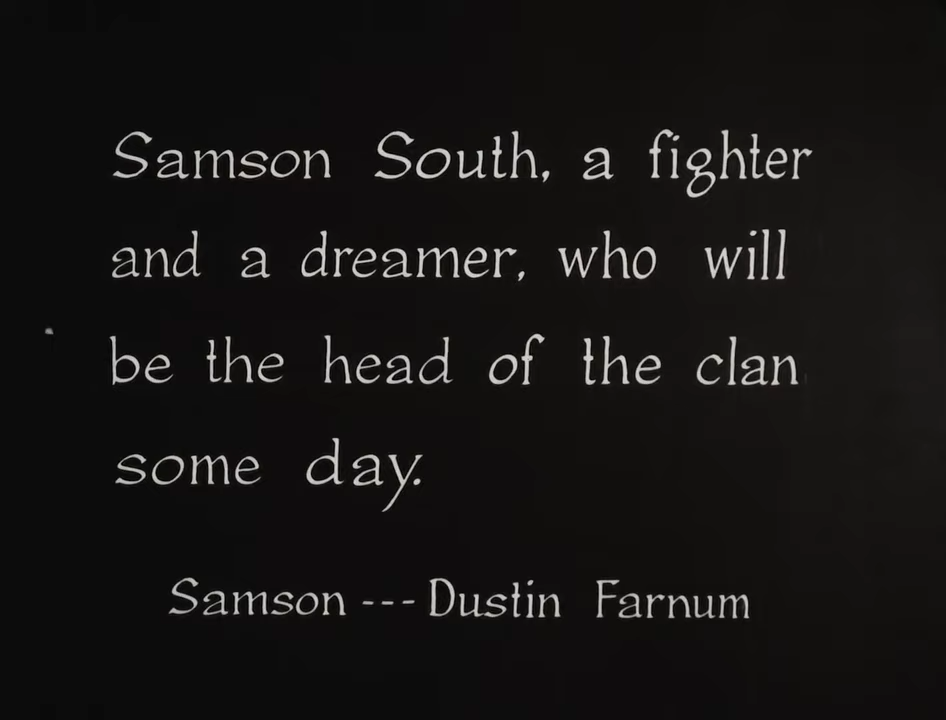 Samson South, a fighter
and a dreamer, who will
be the head of the clan
some day.
Samson --- Dustin Farnum